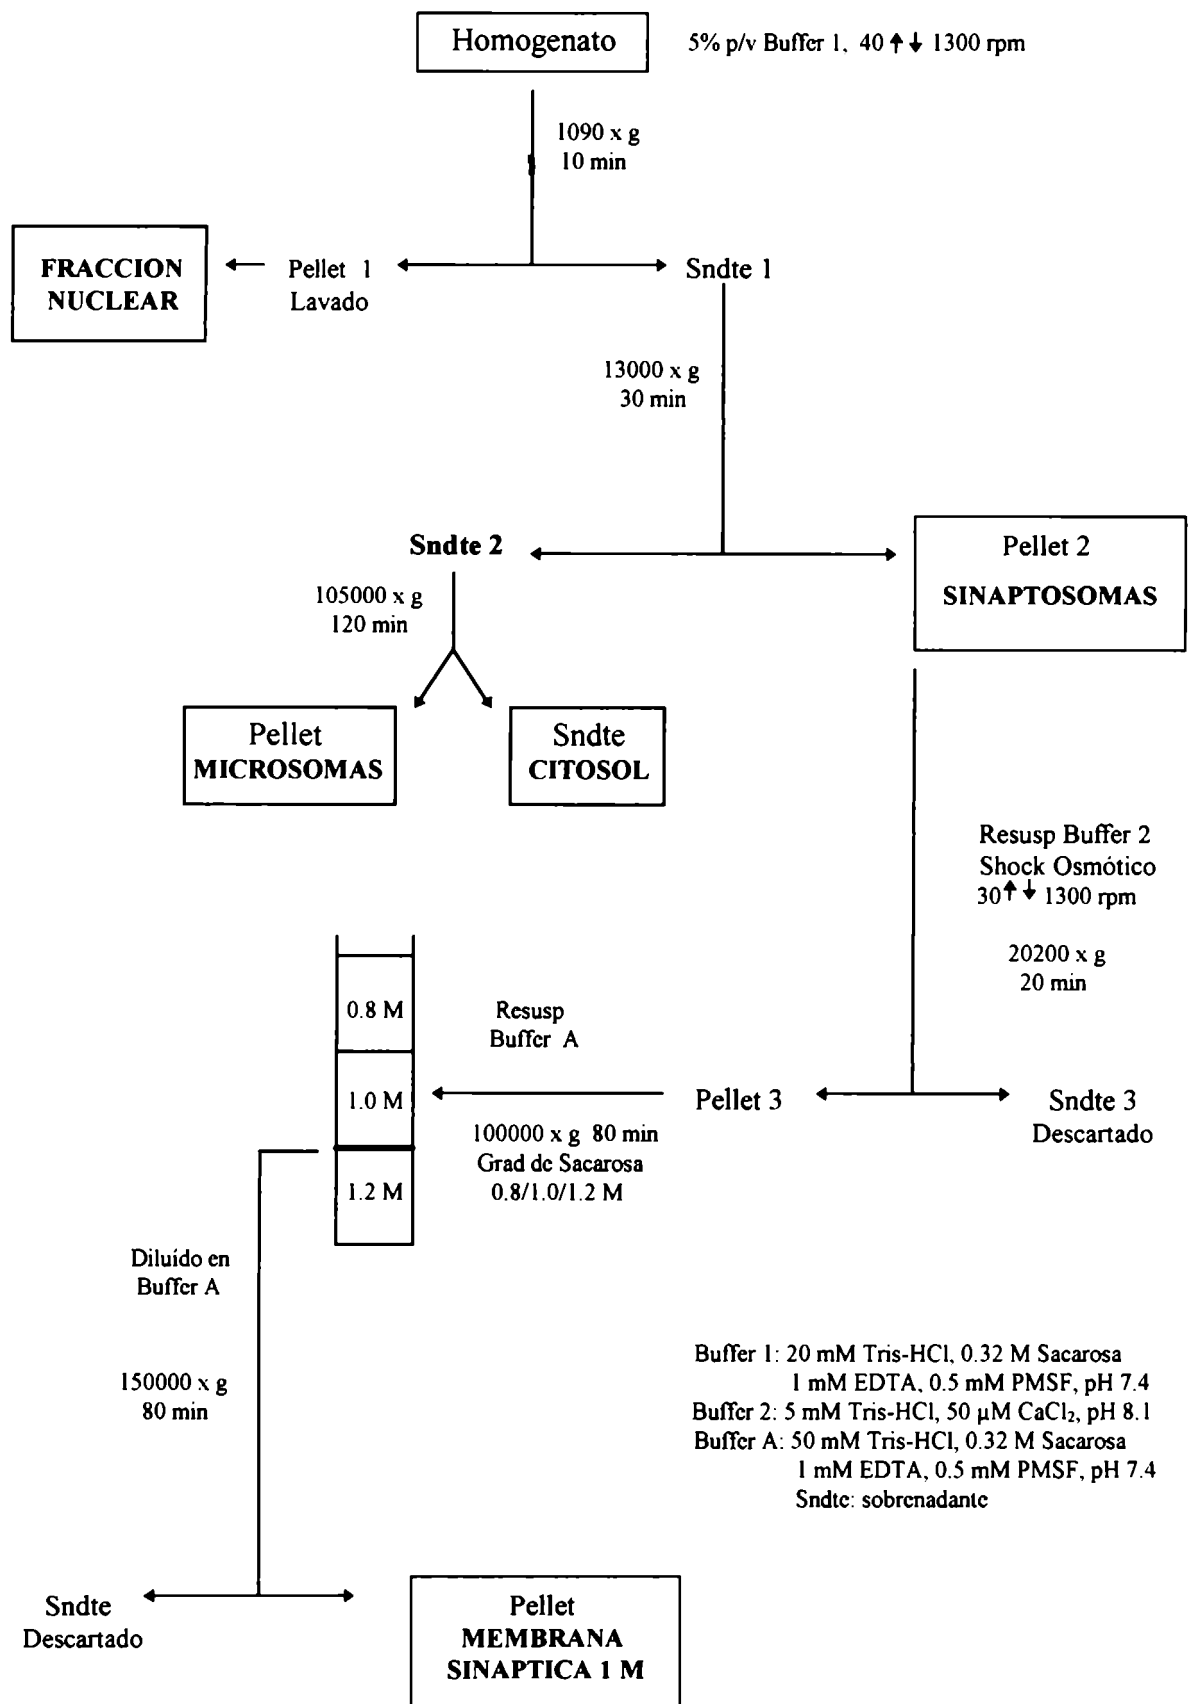 Homogenato
5% p/v Buffer 1, 40 ↑↓ 1300 rpm
1090 x g
10 min
FRACCION
NUCLEAR
Pellet 1
Lavado
Sndte 1
13000 x g
30 min
Sndte 2
Pellet 2
SINAPTOSOMAS
105000 x g
120 min
Pellet
MICROSOMAS
Sndte
CITOSOL
Resusp Buffer 2
Shock Osmótico
30 ↑↓ 1300 rpm
20200 x g
20 min
0.8 M
1.0 M
1.2 M
Resusp
Buffer A
Pellet 3
Sndte 3
Descartado
100000 x g 80 min
Grad de Sacarosa
0.8/1.0/1.2 M
Diluído en
Buffer A
150000 x g
80 min
Buffer 1: 20 mM Tris-HCl, 0.32 M Sacarosa
1 mM EDTA, 0.5 mM PMSF, pH 7.4
Buffer 2: 5 mM Tris-HCl, 50 µM CaCl₂, pH 8.1
Buffer A: 50 mM Tris-HCl, 0.32 M Sacarosa
1 mM EDTA, 0.5 mM PMSF, pH 7.4
Sndte: sobrenadante
Sndte
Descartado
Pellet
MEMBRANA
SINAPTICA 1 M